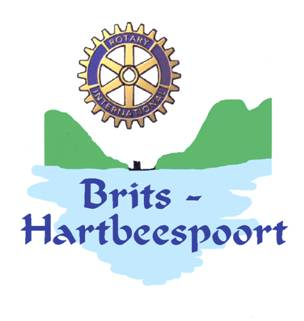 ROTARY
INTERNATIONAL
Brits -
Hartbeespoort